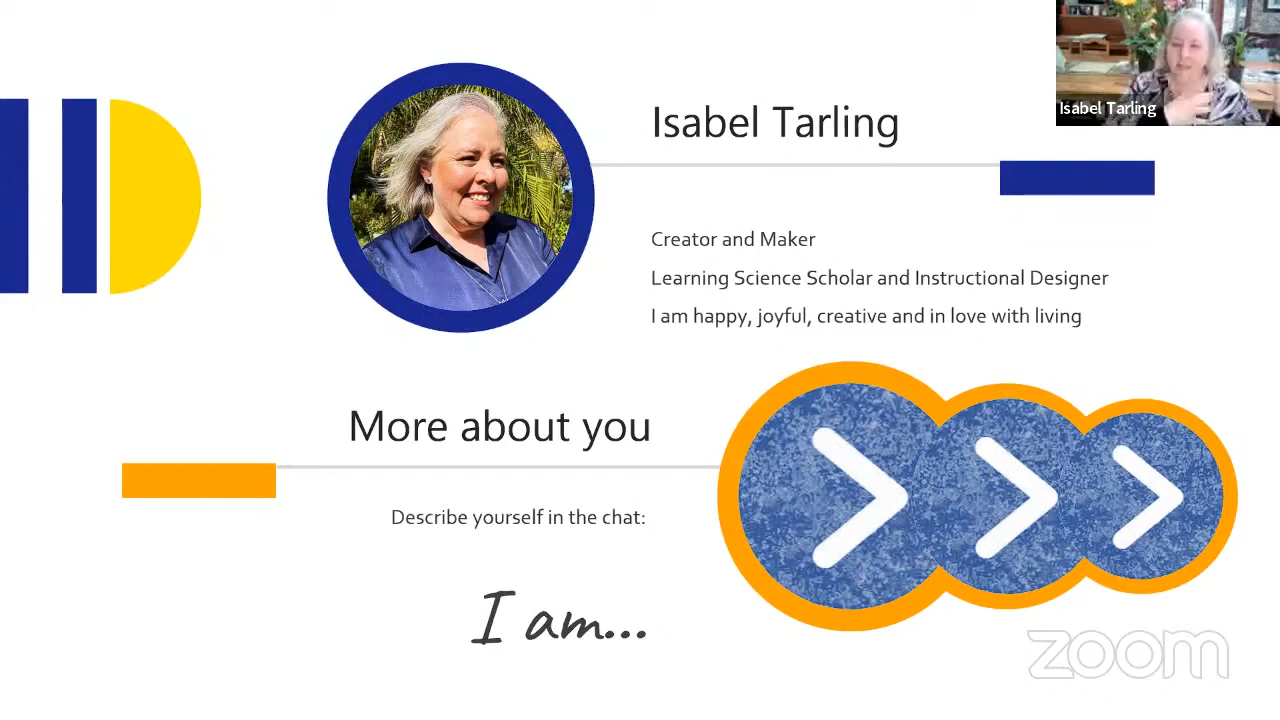 Isabel Tarling
Isabel Tarling
Creator and Maker
Learning Science Scholar and Instructional Designer
I am happy, joyful, creative and in love with living
More about you
Describe yourself in the chat:
I am...
zoom